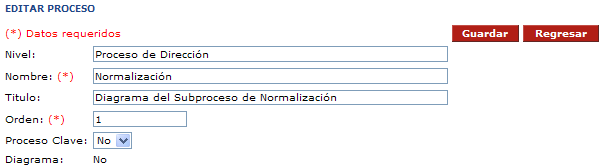 EDITAR PROCESO
(*) Datos requeridos Guardar Regresar
Nivel: Proceso de Dirección
Nombre: (*) Normalización
Titulo: Diagrama del Subproceso de Normalización
Orden: (*) 1
Proceso Clave: No
Diagrama: No